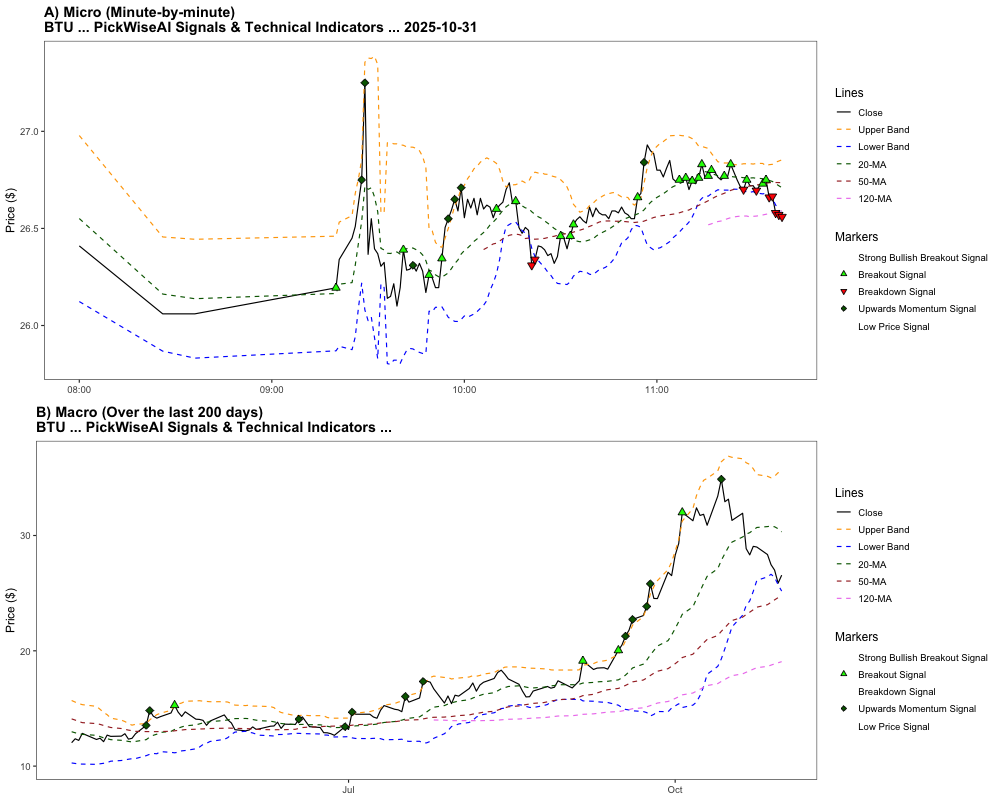 A) Micro (Minute-by-minute)
BTU ... PickWiseAI Signals & Technical Indicators ... 2025-10-31
Price ($)
27.0
26.5
26.0
08:00
09:00
10:00
11:00
Lines
Close
Upper Band
Lower Band
20-MA
50-MA
120-MA
Markers
Strong Bullish Breakout Signal
Breakout Signal
Breakdown Signal
Upwards Momentum Signal
Low Price Signal
B) Macro (Over the last 200 days)
BTU ... PickWiseAI Signals & Technical Indicators ...
Price ($)
30
20
10
Jul
Oct
Lines
Close
Upper Band
Lower Band
20-MA
50-MA
120-MA
Markers
Strong Bullish Breakout Signal
Breakout Signal
Breakdown Signal
Upwards Momentum Signal
Low Price Signal